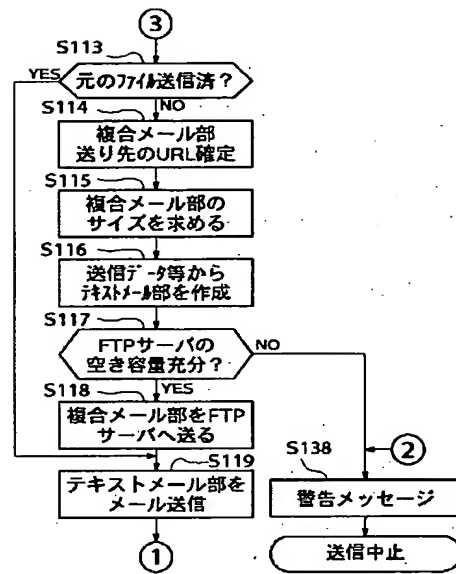 ③
S113
YES
元のファイル送信済？
NO
S114
複合メール部
送り先のURL確定
S115
複合メール部の
サイズを求める
S116
送信データ等から
テキストメール部を作成
S117
FTPサーバの
空き容量充分？
NO
YES
S118
複合メール部をFTP
サーバへ送る
②
S119
S138
テキストメール部を
メール送信
警告メッセージ
①
送信中止